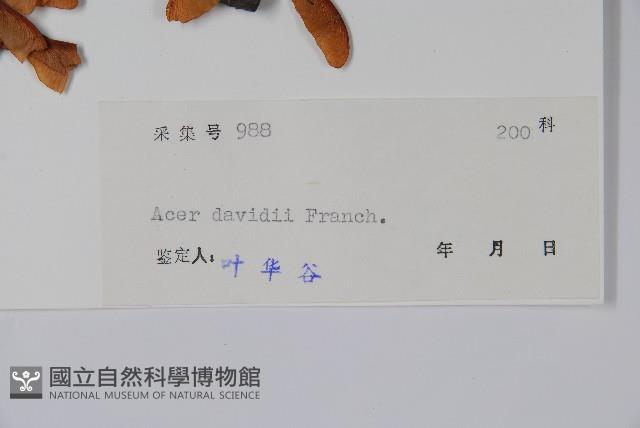 采集号 988 200 科
Acer davidii Franch.
鉴定人: 叶华谷 年 月 日
國立自然科學博物館
NATIONAL MUSEUM OF NATURAL SCIENCE